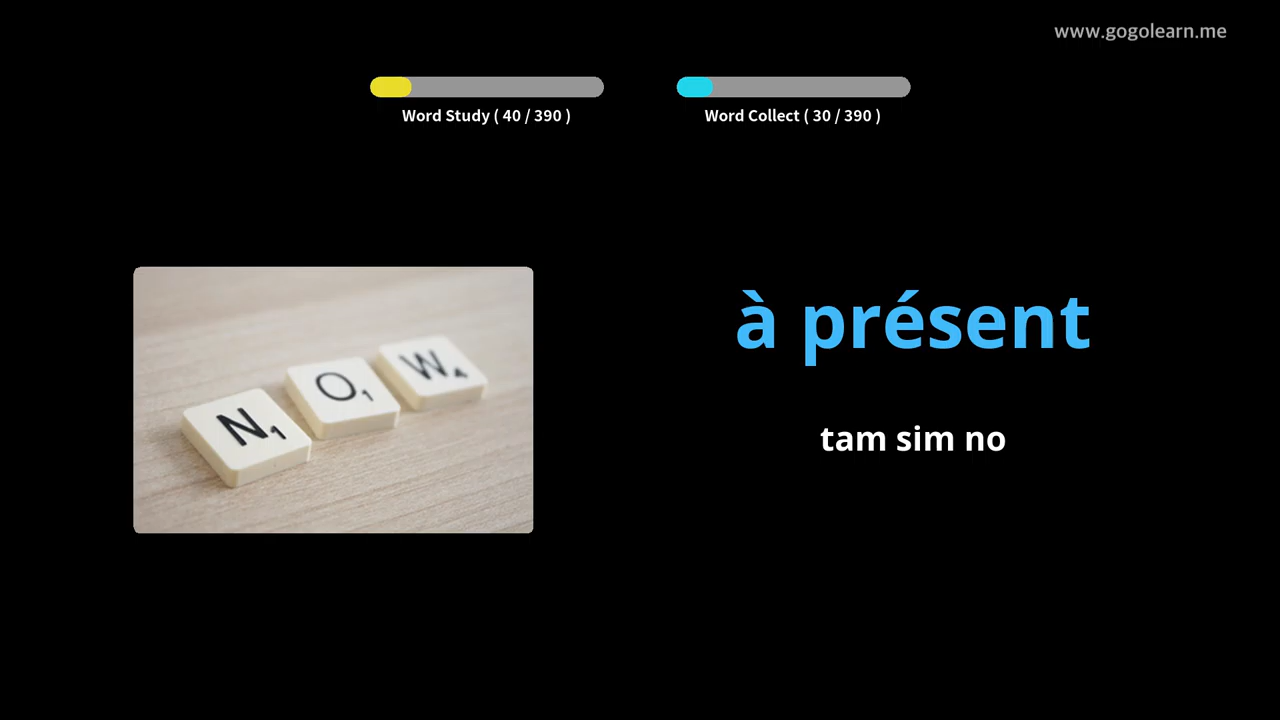 www.gogolearn.me
Word Study ( 40 / 390 )
Word Collect ( 30 / 390 )
N1 O1 W4
à présent
tam sim no